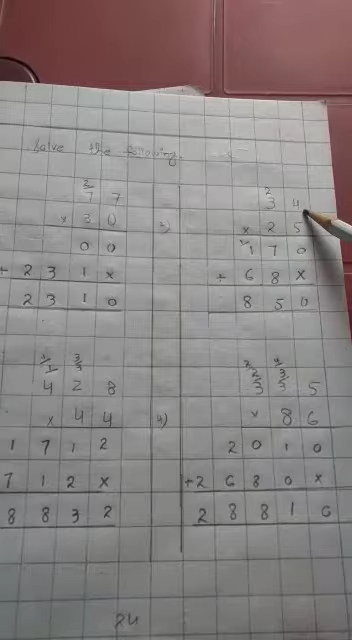 Solve the following.
2
7 7
x 3 0
0 0
+ 2 3 1 x
2 3 1 0
3)
2
3 4
x 2 5
1 7 0
+ 6 8 x
8 5 0
4 2 8
x 4 4
1 7 1 2
7 1 2 x
8 8 3 2
4)
3 3 5
x 8 6
2 0 1 0
+ 2 6 8 0 x
2 8 8 1 0
84